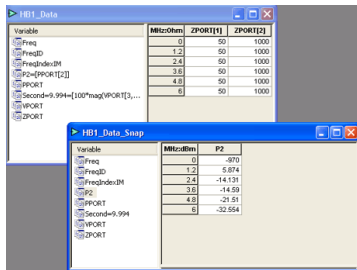 HB1_Data
Variable
Freq
FreqID
FreqIndexIM
P2=[PPORT[2]]
PPORT
Second=9.994=[100*mag(VPORT[3,...
VPORT
ZPORT
MHz:Ohm ZPORT[1] ZPORT[2]
0 50 1000
1.2 50 1000
2.4 50 1000
3.6 50 1000
4.8 50 1000
6 50 1000
HB1_Data_Snap
Variable
Freq
FreqID
FreqIndexIM
P2
PPORT
Second=9.994
VPORT
ZPORT
MHz:dBm P2
0 -970
1.2 5.874
2.4 -14.131
3.6 -14.59
4.8 -21.51
6 -32.554